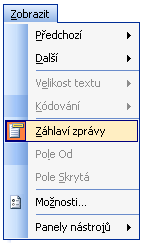 Zobrazit
Předchozí
Další
Velikost textu
Kódování
Záhlaví zprávy
Pole Od
Pole Skrytá
Možnosti...
Panely nástrojů